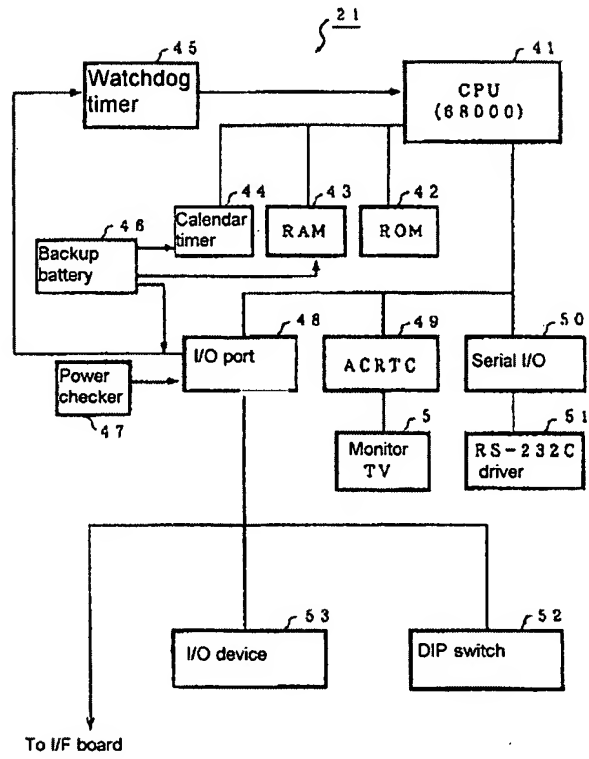 21
45
Watchdog
timer
41
CPU
(68000)
44
Calendar
timer
43
RAM
42
ROM
46
Backup
battery
48
I/O port
49
ACRTC
50
Serial I/O
Power
checker
47
5
Monitor
TV
51
RS-232C
driver
53
I/O device
52
DIP switch
To I/F board